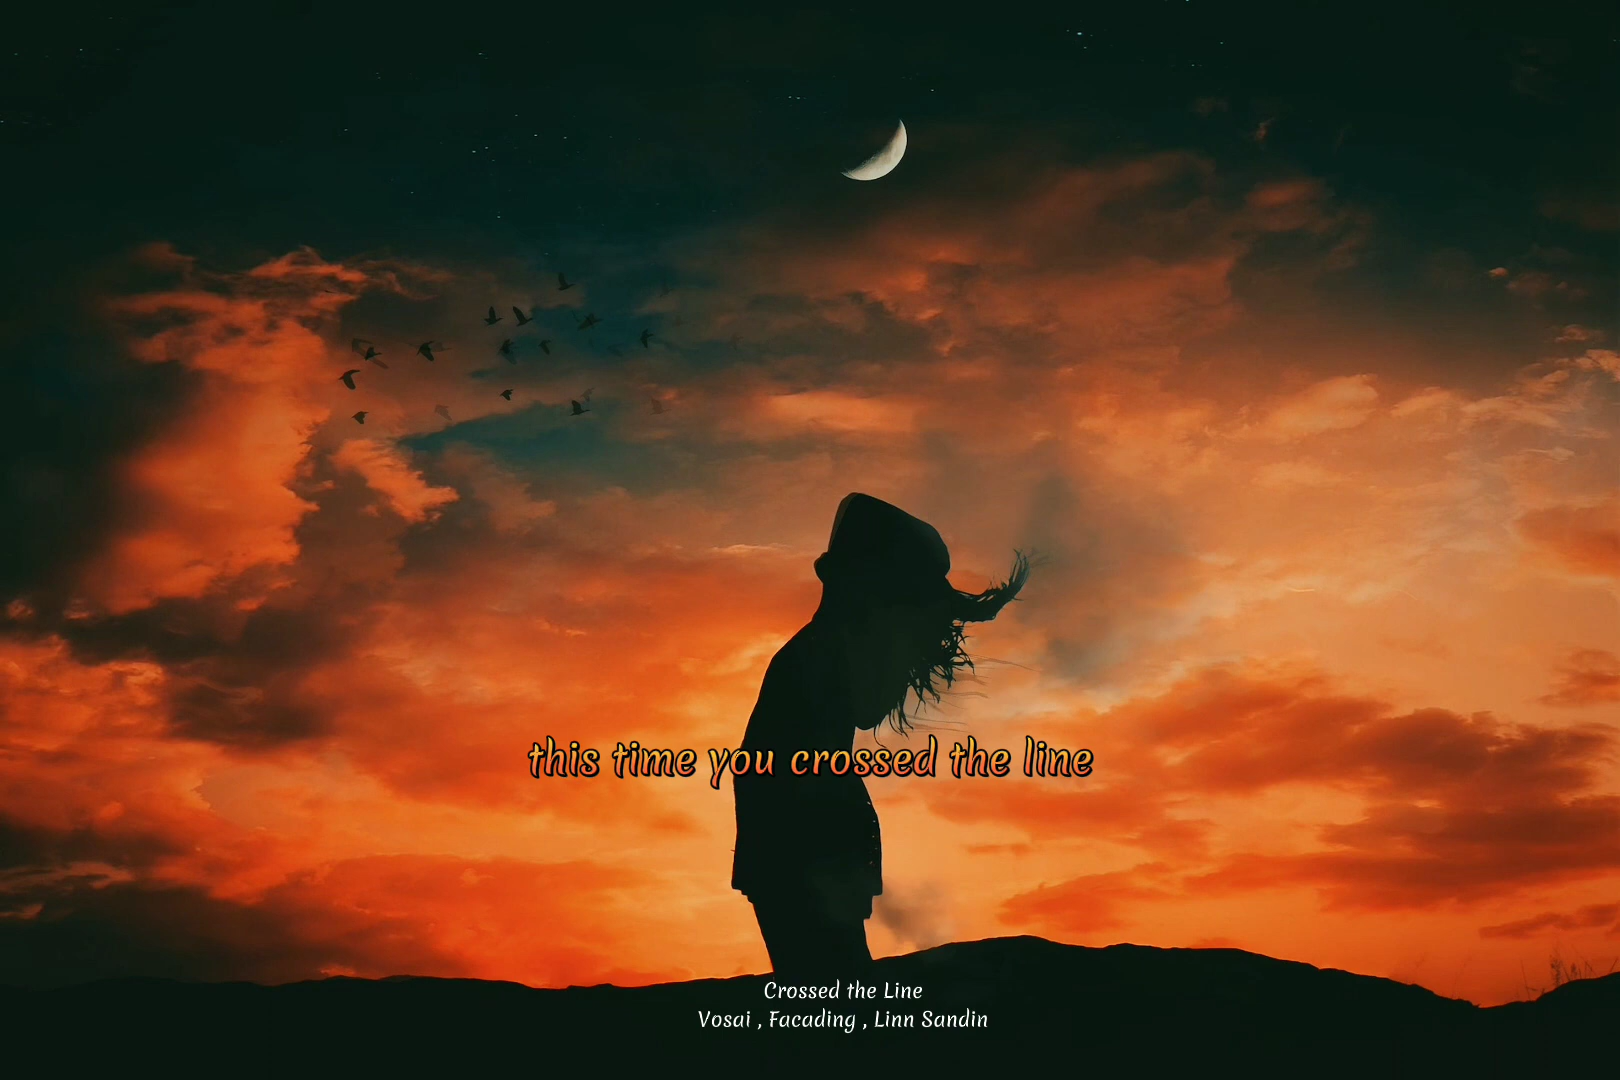 this time you crossed the line
Crossed the Line
Vosai , Facading , Linn Sandin